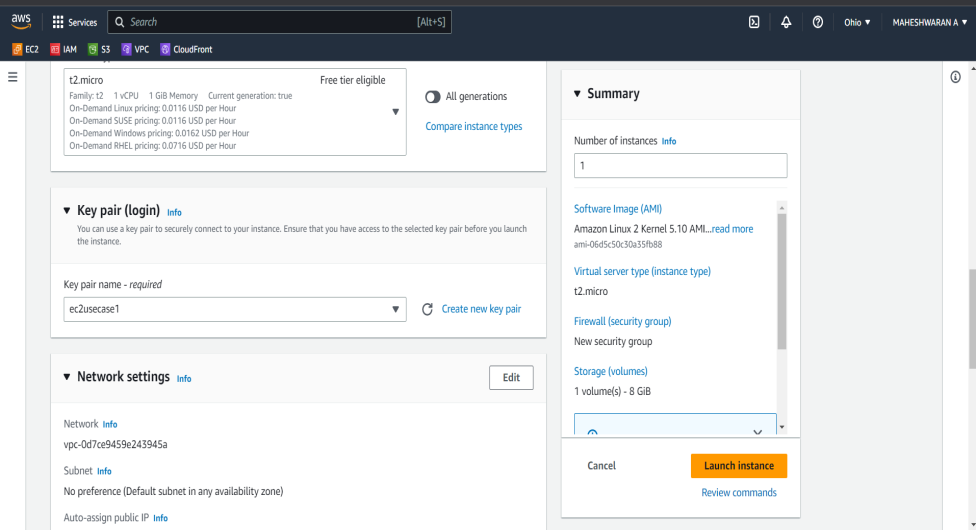 aws
Services
Search
[Alt+S]
Ohio
MAHESHWARAN A
EC2
IAM
S3
VPC
CloudFront
t2.micro
Free tier eligible
Family: t2 1 vCPU 1 GiB Memory Current generation: true
On-Demand Linux pricing: 0.0116 USD per Hour
On-Demand SUSE pricing: 0.0116 USD per Hour
On-Demand Windows pricing: 0.0162 USD per Hour
On-Demand RHEL pricing: 0.0716 USD per Hour
All generations
Compare instance types
Key pair (login) Info
You can use a key pair to securely connect to your instance. Ensure that you have access to the selected key pair before you launch
the instance.
Key pair name - required
ec2usecase1
Create new key pair
Network settings Info
Edit
Network Info
vpc-0d7ce9459e243945a
Subnet Info
No preference (Default subnet in any availability zone)
Auto-assign public IP Info
Summary
Number of instances Info
1
Software Image (AMI)
Amazon Linux 2 Kernel 5.10 AMI...read more
ami-06d5c50c30a35fb88
Virtual server type (instance type)
t2.micro
Firewall (security group)
New security group
Storage (volumes)
1 volume(s) - 8 GiB
Cancel
Launch instance
Review commands